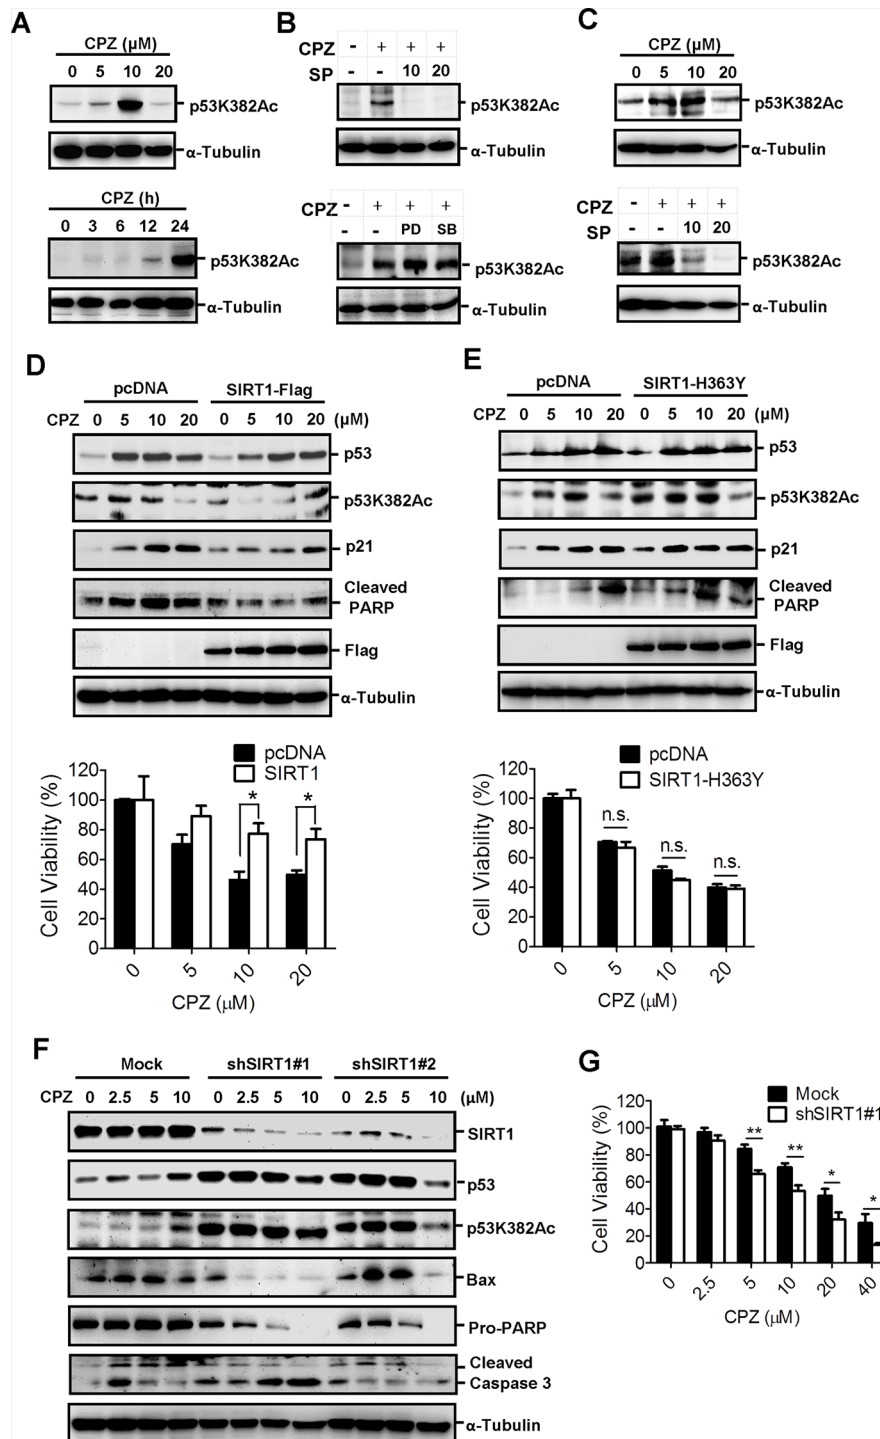 A
CPZ (µM)
0 5 10 20
p53K382Ac
α-Tubulin
CPZ (h)
0 3 6 12 24
p53K382Ac
α-Tubulin
B
CPZ - + + +
SP - - 10 20
p53K382Ac
α-Tubulin
CPZ - + + +
- - PD SB
p53K382Ac
α-Tubulin
C
CPZ (µM)
0 5 10 20
p53K382Ac
α-Tubulin
CPZ - + + +
SP - - 10 20
p53K382Ac
α-Tubulin
D
pcDNA SIRT1-Flag
CPZ 0 5 10 20 0 5 10 20 (µM)
p53
p53K382Ac
p21
Cleaved
PARP
Flag
α-Tubulin
pcDNA
SIRT1
Cell Viability (%)
120
100
80
60
40
20
0
* *
0 5 10 20
CPZ (µM)
E
pcDNA SIRT1-H363Y
CPZ 0 5 10 20 0 5 10 20 (µM)
p53
p53K382Ac
p21
Cleaved
PARP
Flag
α-Tubulin
pcDNA
SIRT1-H363Y
Cell Viability (%)
120
100
80
60
40
20
0
n.s. n.s. n.s.
0 5 10 20
CPZ (µM)
F
Mock shSIRT1#1 shSIRT1#2
CPZ 0 2.5 5 10 0 2.5 5 10 0 2.5 5 10 (µM)
SIRT1
p53
p53K382Ac
Bax
Pro-PARP
Cleaved
Caspase 3
α-Tubulin
G
Mock
shSIRT1#1
Cell Viability (%)
120
100
80
60
40
20
0
** ** * *
0 2.5 5 10 20 40
CPZ (µM)